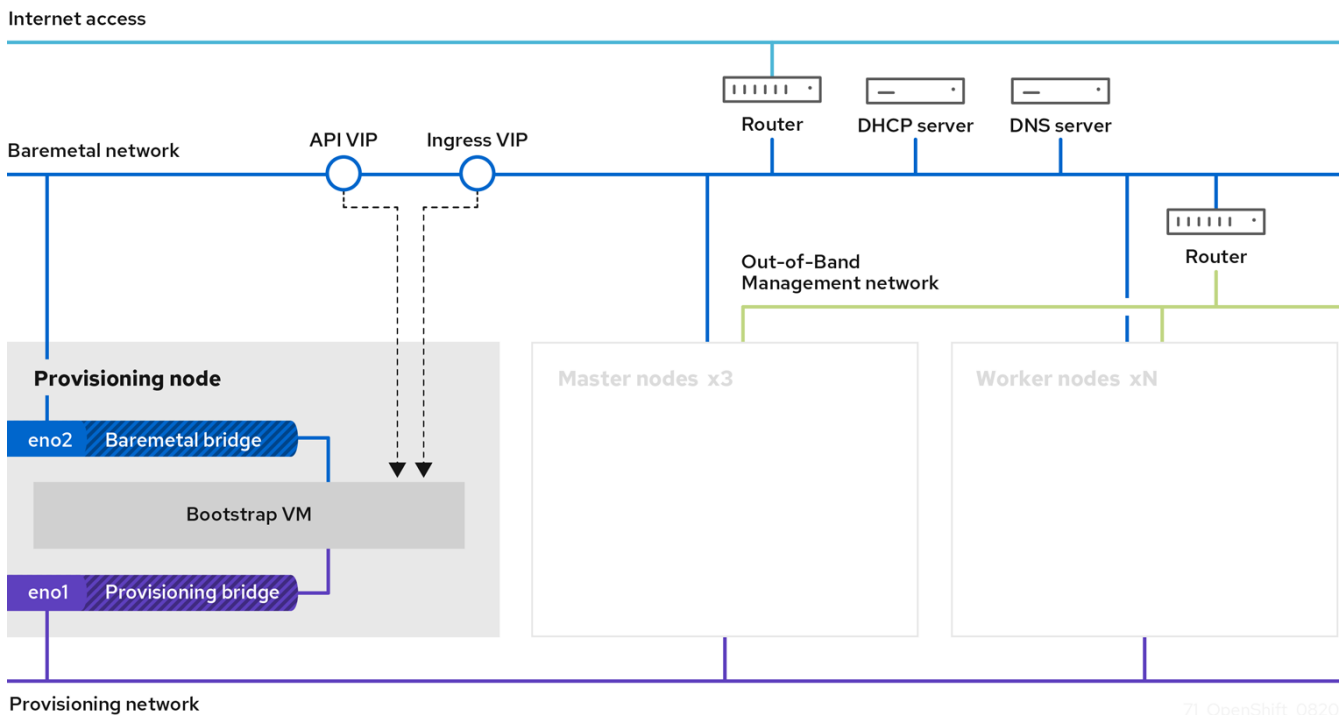 Internet access
Router
DHCP server
DNS server
API VIP
Ingress VIP
Baremetal network
Router
Out-of-Band
Management network
Provisioning node
Master nodes x3
Worker nodes xN
eno2
Baremetal bridge
Bootstrap VM
eno1
Provisioning bridge
Provisioning network
71_OpenShift_0820